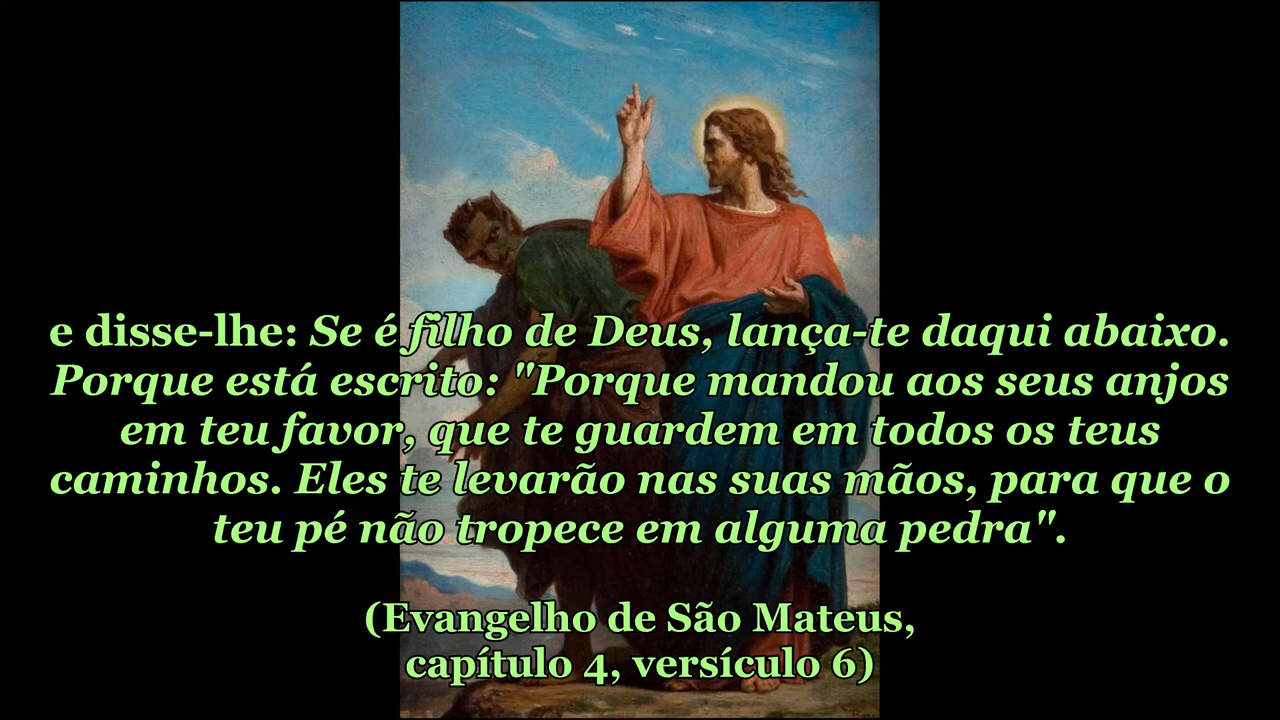 e disse-lhe: Se é filho de Deus, lança-te daqui abaixo.
Porque está escrito: "Porque mandou aos seus anjos
em teu favor, que te guardem em todos os teus
caminhos. Eles te levarão nas suas mãos, para que o
teu pé não tropece em alguma pedra".
(Evangelho de São Mateus,
capítulo 4, versículo 6)